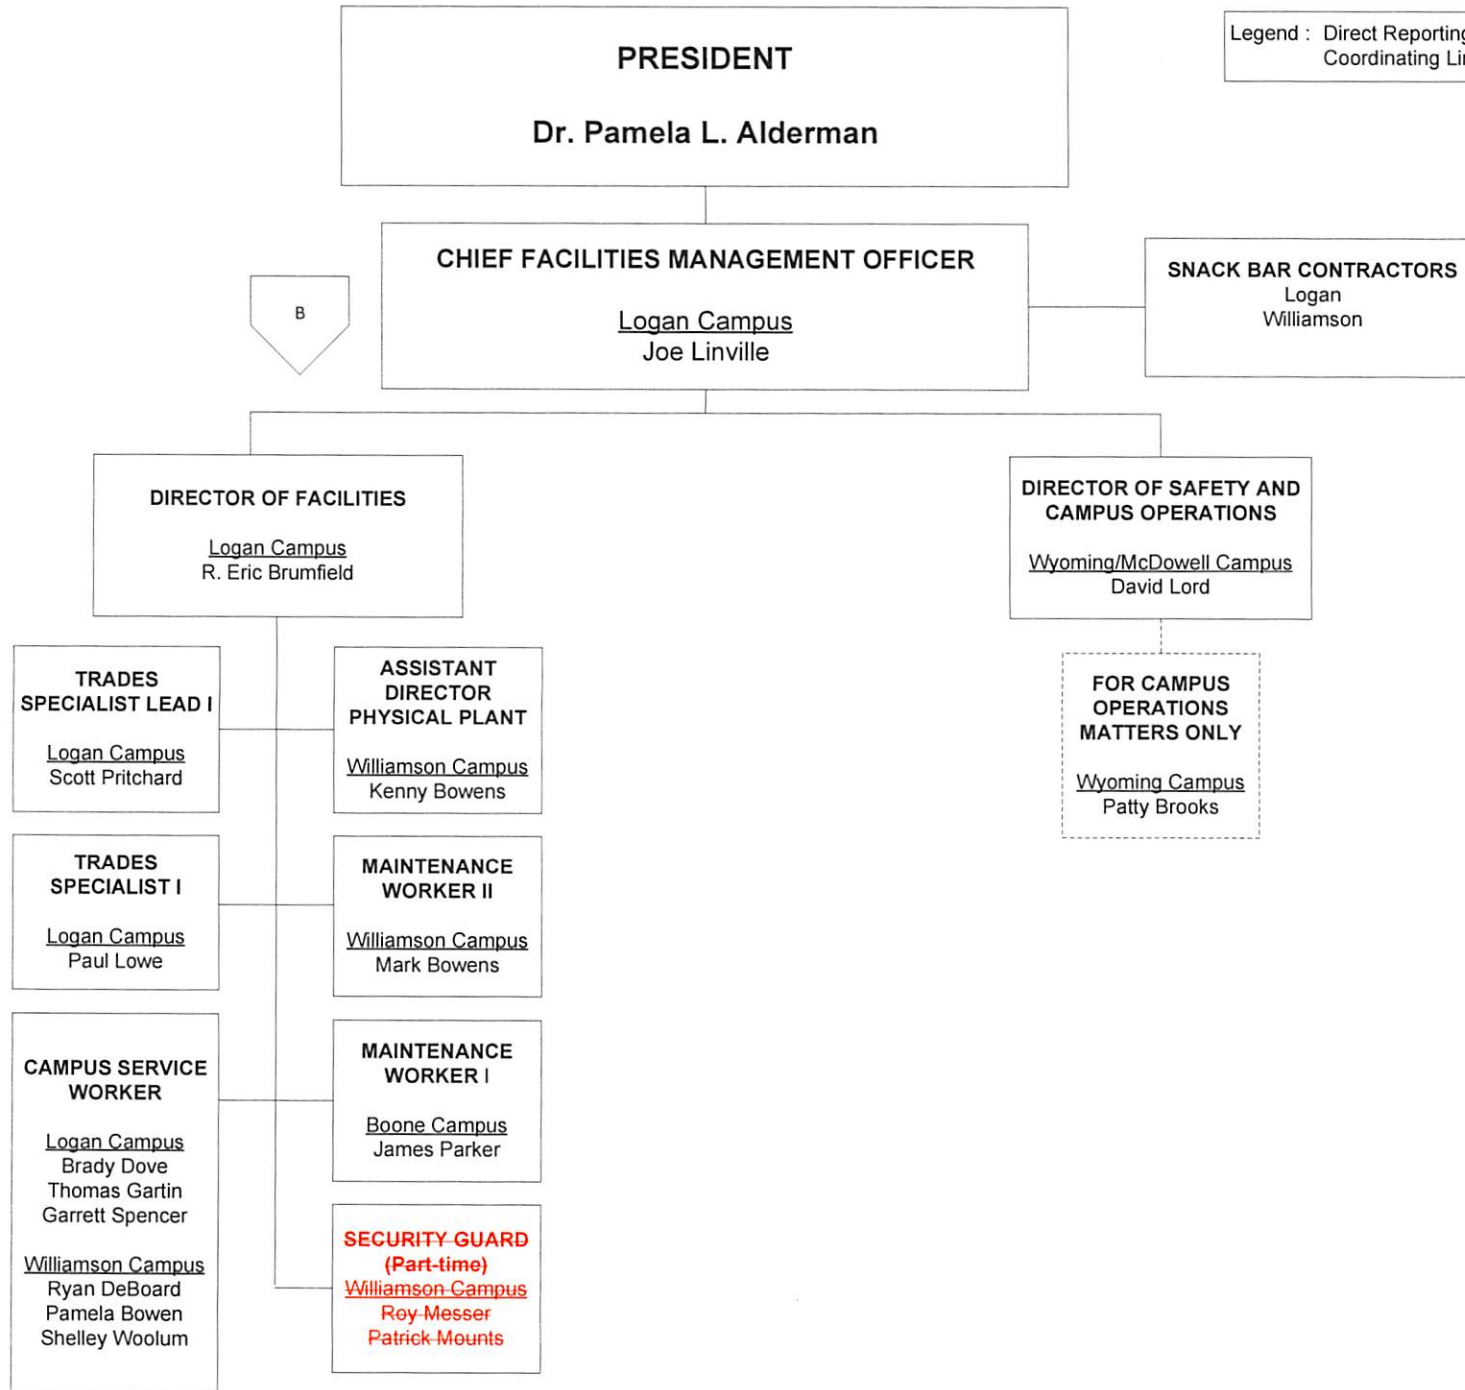 PRESIDENT
Dr. Pamela L. Alderman
Legend : Direct Reporting
Coordinating
CHIEF FACILITIES MANAGEMENT OFFICER
Logan Campus
Joe Linville
B
SNACK BAR CONTRACTORS
Logan
Williamson
DIRECTOR OF FACILITIES
Logan Campus
R. Eric Brumfield
DIRECTOR OF SAFETY AND
CAMPUS OPERATIONS
Wyoming/McDowell Campus
David Lord
FOR CAMPUS
OPERATIONS
MATTERS ONLY
Wyoming Campus
Patty Brooks
TRADES
SPECIALIST LEAD I
Logan Campus
Scott Pritchard
ASSISTANT
DIRECTOR
PHYSICAL PLANT
Williamson Campus
Kenny Bowens
TRADES
SPECIALIST I
Logan Campus
Paul Lowe
MAINTENANCE
WORKER II
Williamson Campus
Mark Bowens
CAMPUS SERVICE
WORKER
Logan Campus
Brady Dove
Thomas Gartin
Garrett Spencer
Williamson Campus
Ryan DeBoard
Pamela Bowen
Shelley Woolum
MAINTENANCE
WORKER I
Boone Campus
James Parker
SECURITY GUARD
(Part-time)
Williamson Campus
Roy Messer
Patrick Mounts